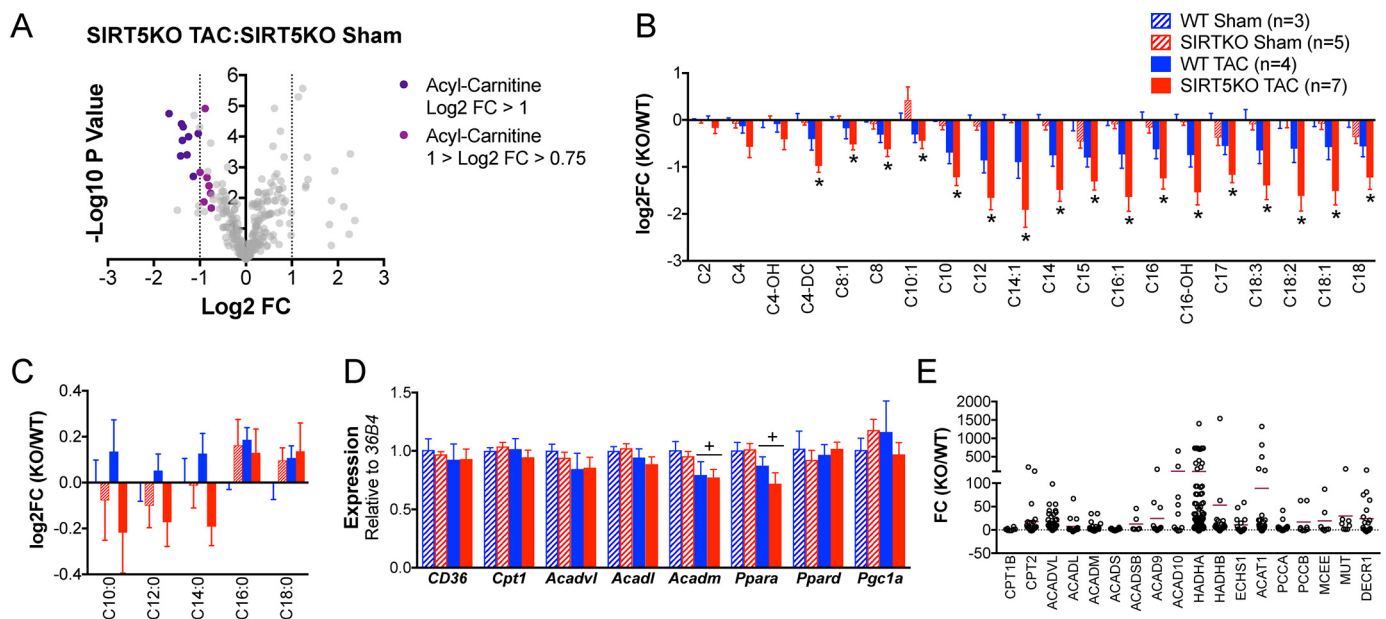 A
SIRT5KO TAC:SIRT5KO Sham
-Log10 P Value
6
5
4
3
2
1
-3 -2 -1 0 1 2 3
Log2 FC
Acyl-Carnitine
Log2 FC > 1
Acyl-Carnitine
1 > Log2 FC > 0.75
B
WT Sham (n=3)
SIRTKO Sham (n=5)
WT TAC (n=4)
SIRT5KO TAC (n=7)
log2FC (KO/WT)
1
0
-1
-2
-3
* * * * * * * * * * * * * * * * *
C2 C4 C4-OH C4-DC C8:1 C8 C10:1 C10 C12 C14:1 C14 C15 C16:1 C16 C16-OH C17 C18:3 C18:2 C18:1 C18
C
log2FC (KO/WT)
0.4
0.2
0.0
-0.2
-0.4
C10:0 C12:0 C14:0 C16:0 C18:0
D
Expression
Relative to 36B4
1.5
1.0
0.5
0.0
+ +
CD36 Cpt1 Acadvl Acadl Acadm Ppara Ppard Pgc1a
E
FC (KO/WT)
2000
1750
1500
1250
1000
750
500
100
50
0
-50
CPT1B CPT2 ACADVL ACADL ACADM ACADS ACADSB ACAD9 ACAD10 HADHA HADHB ECHS1 ACAT1 PCCA PCCB MCEE MUT DECR1